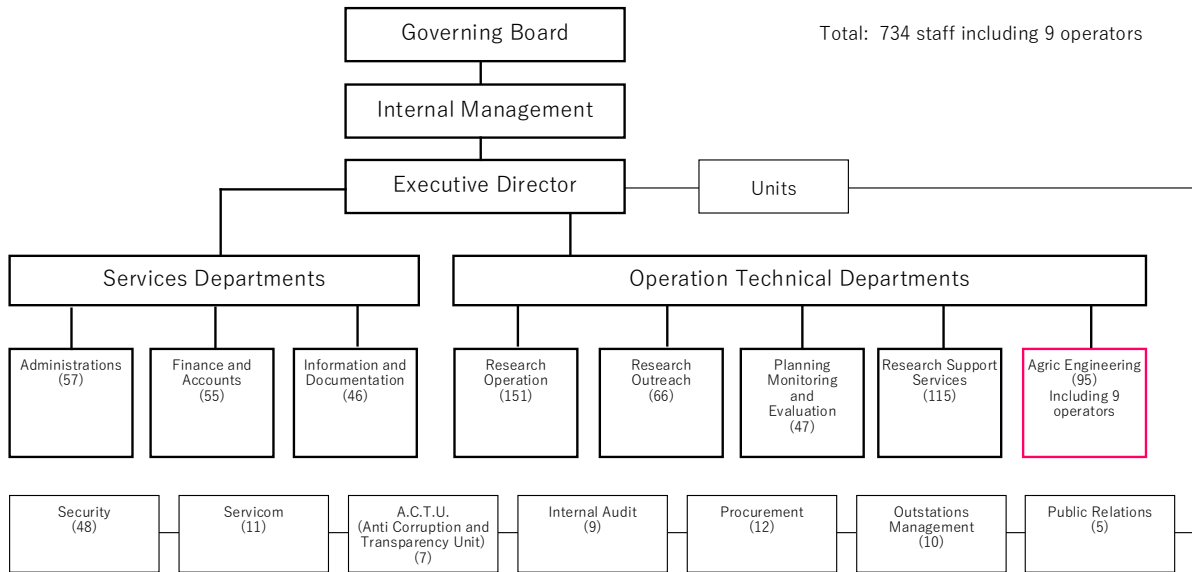 Governing Board
Total: 734 staff including 9 operators
Internal Management
Executive Director
Units
Services Departments
Operation Technical Departments
Administrations
(57)
Finance and
Accounts
(55)
Information and
Documentation
(46)
Research
Operation
(151)
Research
Outreach
(66)
Planning
Monitoring
and
Evaluation
(47)
Research Support
Services
(115)
Agric Engineering
(95)
Including 9
operators
Security
(48)
Servicom
(11)
A.C.T.U.
(Anti Corruption and
Transparency Unit)
(7)
Internal Audit
(9)
Procurement
(12)
Outstations
Management
(10)
Public Relations
(5)